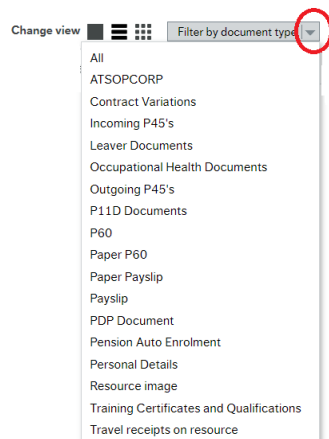 Change view Filter by document type
All
ATSOPCORP
Contract Variations
Incoming P45's
Leaver Documents
Occupational Health Documents
Outgoing P45's
P11D Documents
P60
Paper P60
Paper Payslip
Payslip
PDP Document
Pension Auto Enrolment
Personal Details
Resource image
Training Certificates and Qualifications
Travel receipts on resource